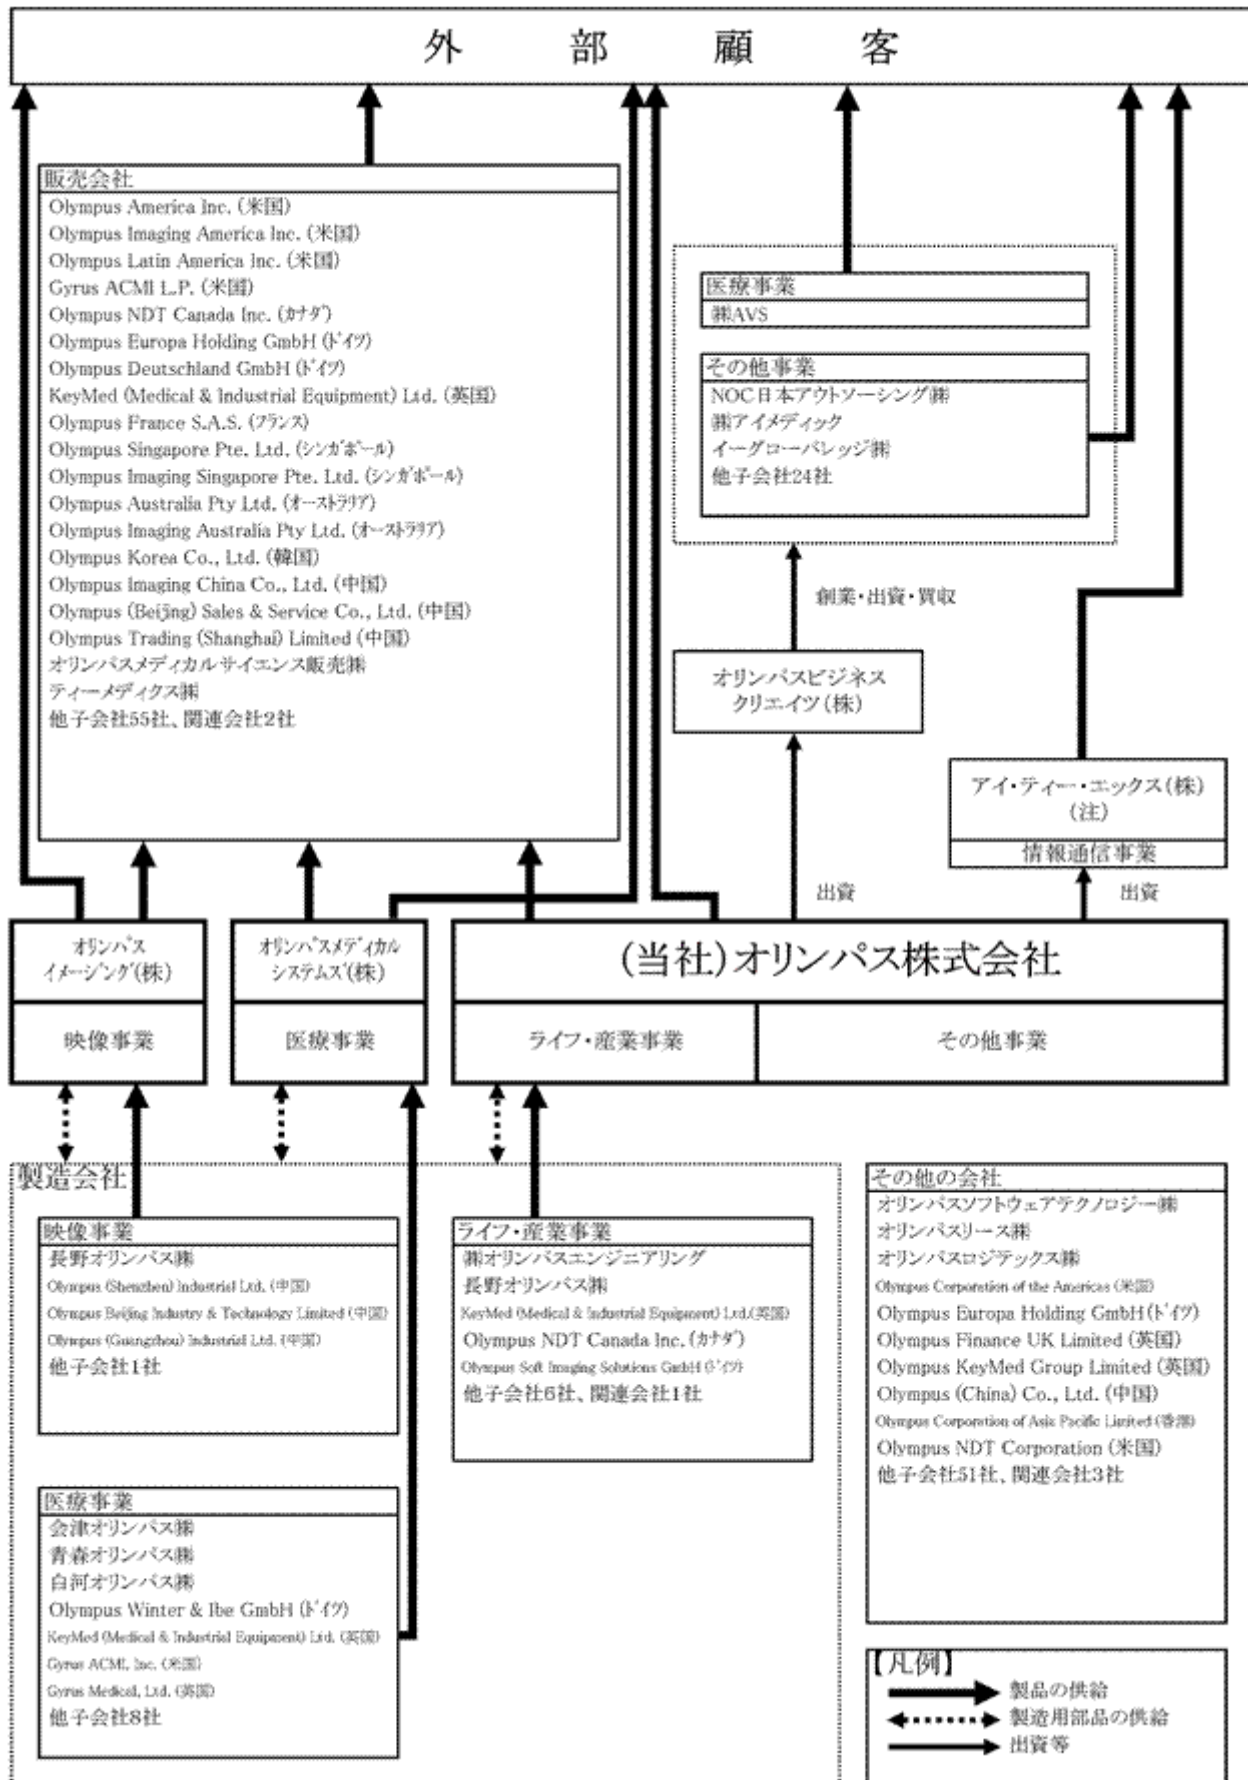 外部顧客
販売会社
Olympus America Inc. (米国)
Olympus Imaging America Inc. (米国)
Olympus Latin America Inc. (米国)
Gyrus ACMI L.P. (米国)
Olympus NDT Canada Inc. (カナダ)
Olympus Europa Holding GmbH (ドイツ)
Olympus Deutschland GmbH (ドイツ)
KeyMed (Medical & Industrial Equipment) Ltd. (英国)
Olympus France S.A.S. (フランス)
Olympus Singapore Pte. Ltd. (シンガポール)
Olympus Imaging Singapore Pte. Ltd. (シンガポール)
Olympus Australia Pty Ltd. (オーストラリア)
Olympus Imaging Australia Pty Ltd. (オーストラリア)
Olympus Korea Co., Ltd. (韓国)
Olympus Imaging China Co., Ltd. (中国)
Olympus (Beijing) Sales & Service Co., Ltd. (中国)
Olympus Trading (Shanghai) Limited (中国)
オリンパスメディカルサイエンス販売㈱
ティーメディクス㈱
他子会社55社、関連会社2社
医療事業
㈱AVS
その他事業
NOC日本アウトソーシング㈱
㈱アイメディック
イーグローバレッジ㈱
他子会社24社
創業・出資・買収
オリンパスビジネス
クリエイツ(株)
アイ・ティー・エックス(株)
(注)
情報通信事業
出資
出資
オリンパス
イメージング(株)
映像事業
オリンパスメディカル
システムズ(株)
医療事業
(当社)オリンパス株式会社
ライフ・産業事業
その他事業
製造会社
映像事業
長野オリンパス㈱
Olympus (Shenzhen) Industrial Ltd. (中国)
Olympus Beijing Industry & Technology Limited (中国)
Olympus (Guangzhou) Industrial Ltd. (中国)
他子会社1社
ライフ・産業事業
㈱オリンパスエンジニアリング
長野オリンパス㈱
KeyMed (Medical & Industrial Equipment) Ltd.(英国)
Olympus NDT Canada Inc. (カナダ)
Olympus Soft Imaging Solutions GmbH (ドイツ)
他子会社6社、関連会社1社
医療事業
会津オリンパス㈱
青森オリンパス㈱
白河オリンパス㈱
Olympus Winter & Ibe GmbH (ドイツ)
KeyMed (Medical & Industrial Equipment) Ltd. (英国)
Gyrus ACMI, Inc. (米国)
Gyrus Medical, Ltd. (英国)
他子会社8社
その他の会社
オリンパスソフトウェアテクノロジー㈱
オリンパスリース㈱
オリンパスロジテックス㈱
Olympus Corporation of the Americas (米国)
Olympus Europa Holding GmbH (ドイツ)
Olympus Finance UK Limited (英国)
Olympus KeyMed Group Limited (英国)
Olympus (China) Co., Ltd. (中国)
Olympus Corporation of Asia Pacific Limited (香港)
Olympus NDT Corporation (米国)
他子会社51社、関連会社3社
【凡例】
製品の供給
製造用部品の供給
出資等